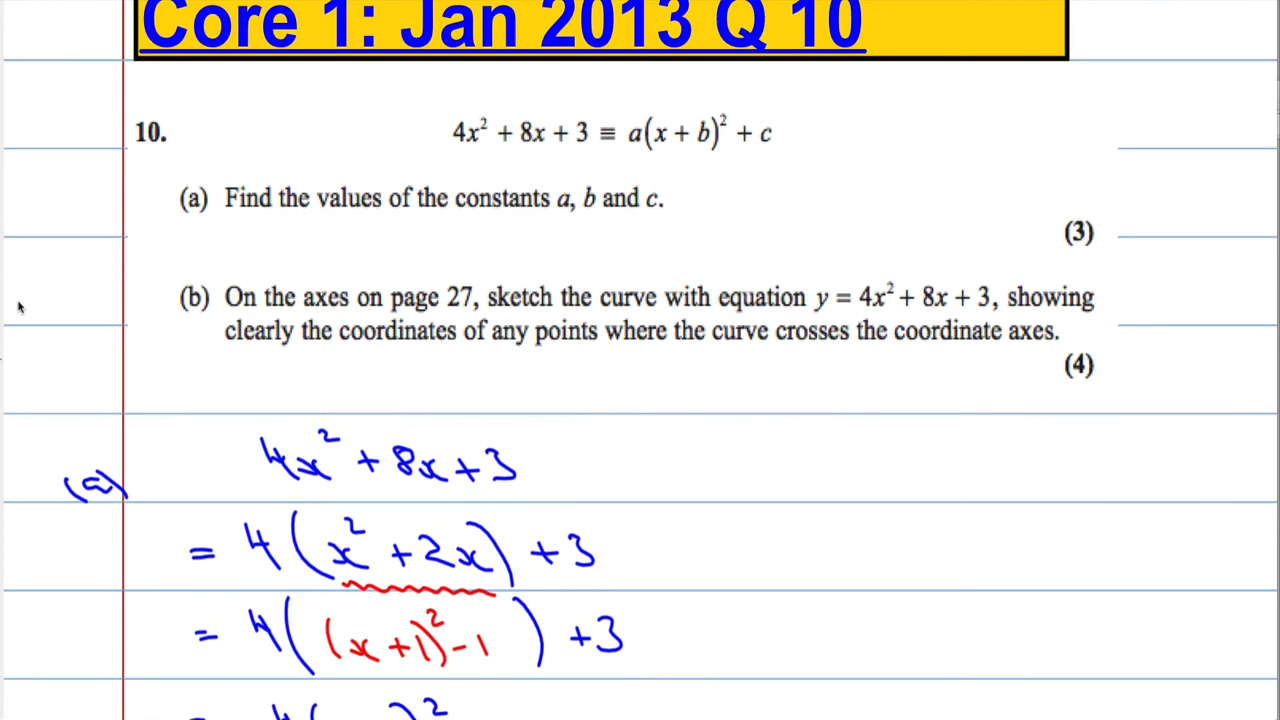 Core 1: Jan 2013 Q 10
10. 4x² + 8x + 3 ≡ a(x + b)² + c
(a) Find the values of the constants a, b and c.
(3)
(b) On the axes on page 27, sketch the curve with equation y = 4x² + 8x + 3, showing
clearly the coordinates of any points where the curve crosses the coordinate axes.
(4)
(a) 4x² + 8x + 3
= 4(x² + 2x) + 3
= 4((x + 1)² - 1) + 3